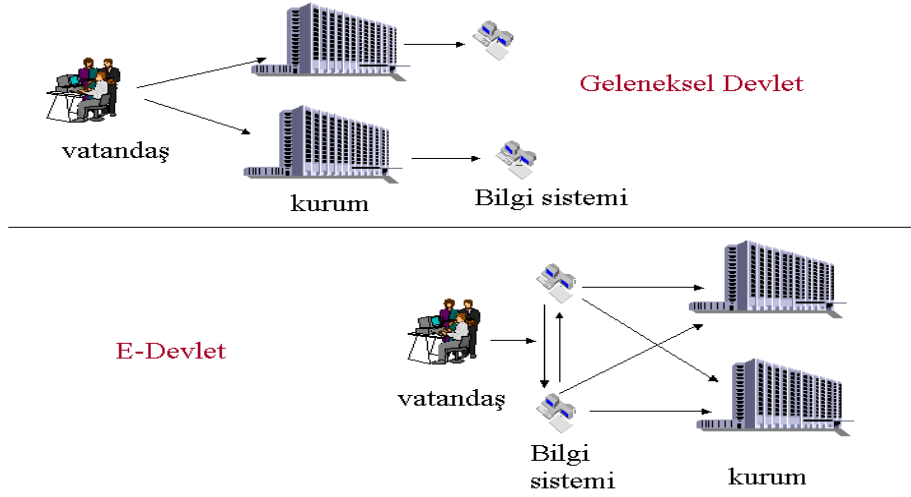 Geleneksel Devlet
vatandaş
kurum
Bilgi sistemi
E-Devlet
vatandaş
Bilgi
sistemi
kurum